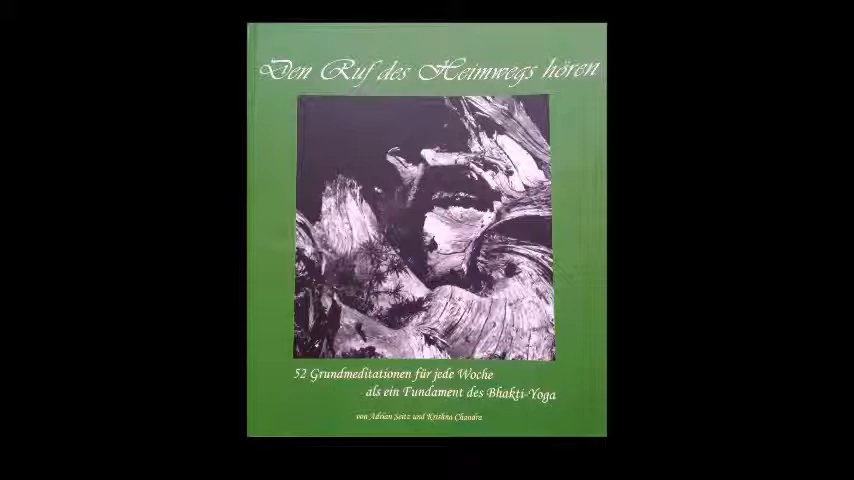 Den Ruf des Heimwegs hören
52 Grundmeditationen für jede Woche
als ein Fundament des Bhakti-Yoga
von Adrian Seitz und Krishna Chandra